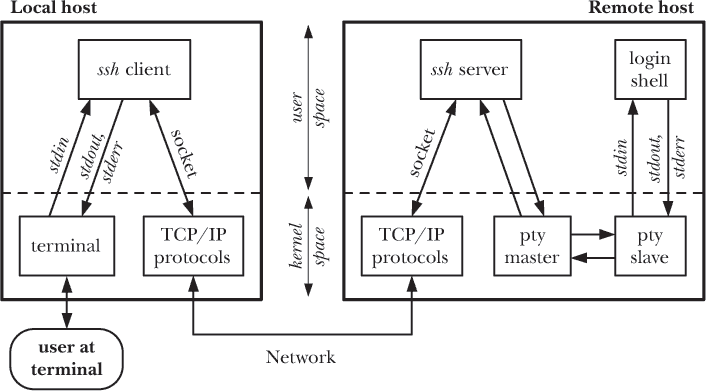 Local host
Remote host
ssh client
ssh server
login
shell
user
space
stdin
stdout,
stderr
socket
socket
stdin
stdout,
stderr
kernel
space
terminal
TCP/IP
protocols
TCP/IP
protocols
pty
master
pty
slave
user at
terminal
Network